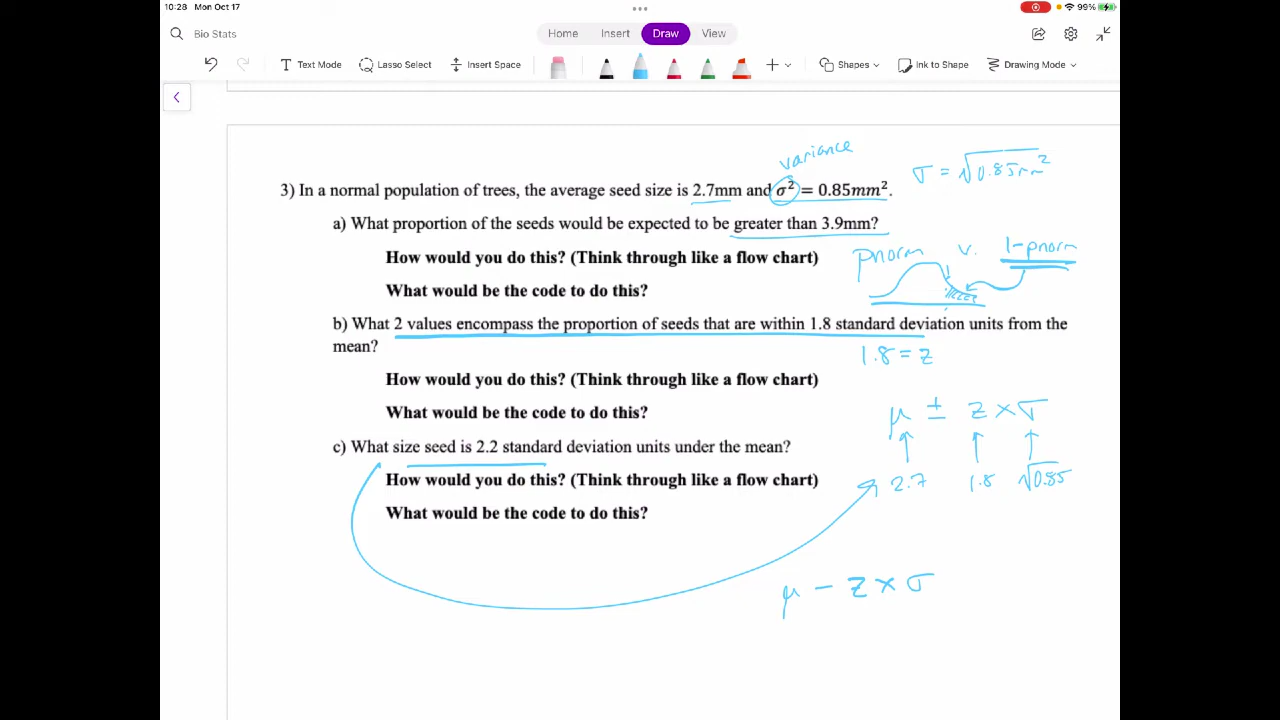 10:28 Mon Oct 17
99%
Bio Stats
Home Insert Draw View
Text Mode Lasso Select Insert Space Shapes Ink to Shape Drawing Mode
variance
σ = √0.85mm²
3) In a normal population of trees, the average seed size is 2.7mm and σ² = 0.85mm².
a) What proportion of the seeds would be expected to be greater than 3.9mm?
How would you do this? (Think through like a flow chart)
pnorm v. 1-pnorm
What would be the code to do this?
b) What 2 values encompass the proportion of seeds that are within 1.8 standard deviation units from the
mean?
1.8 = z
How would you do this? (Think through like a flow chart)
What would be the code to do this?
μ ± z × σ
c) What size seed is 2.2 standard deviation units under the mean?
How would you do this? (Think through like a flow chart)
2.7 1.8 √0.85
What would be the code to do this?
μ − z × σ